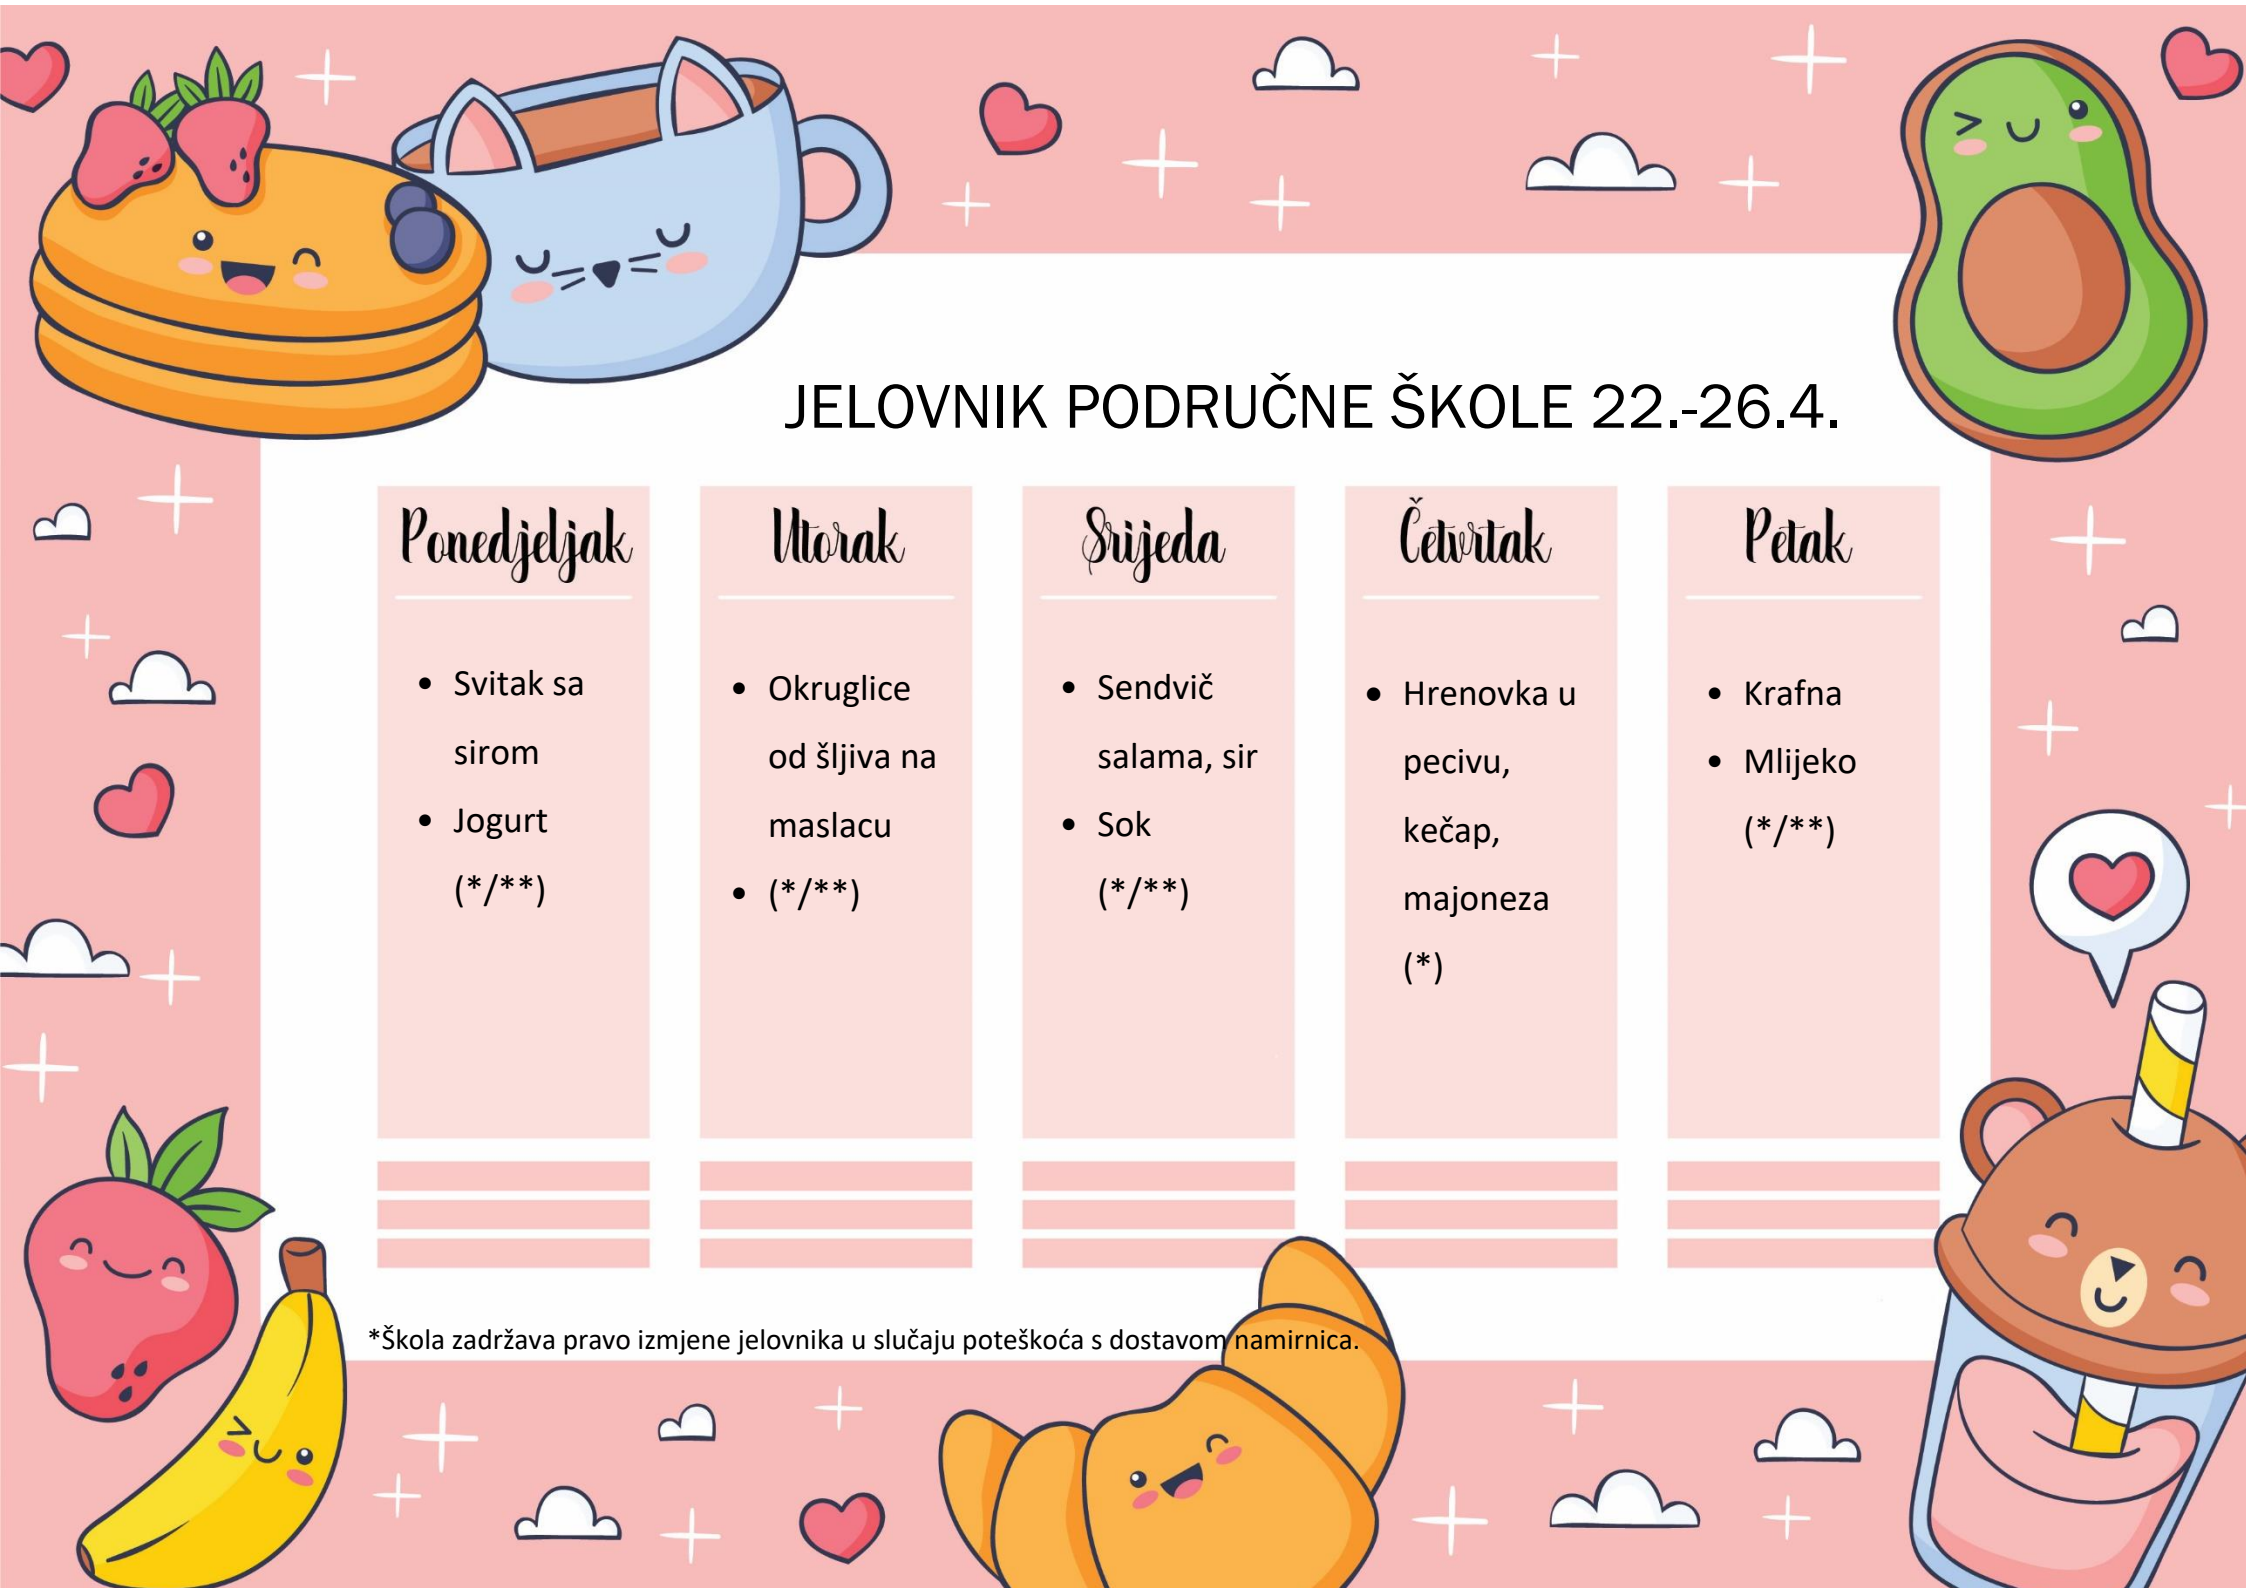 JELOVNIK PODRUČNE ŠKOLE 22.-26.4.
Ponedjeljak
• Svitak sa
sirom
• Jogurt
(*/**)
Utorak
• Okruglice
od šljiva na
maslacu
• (*/**)
Srijeda
• Sendvič
salama, sir
• Sok
(*/**)
Četvrtak
• Hrenovka u
pecivu,
kečap,
majoneza
(*)
Petak
• Krafna
• Mlijeko
(*/**)
*Škola zadržava pravo izmjene jelovnika u slučaju poteškoća s dostavom namirnica.